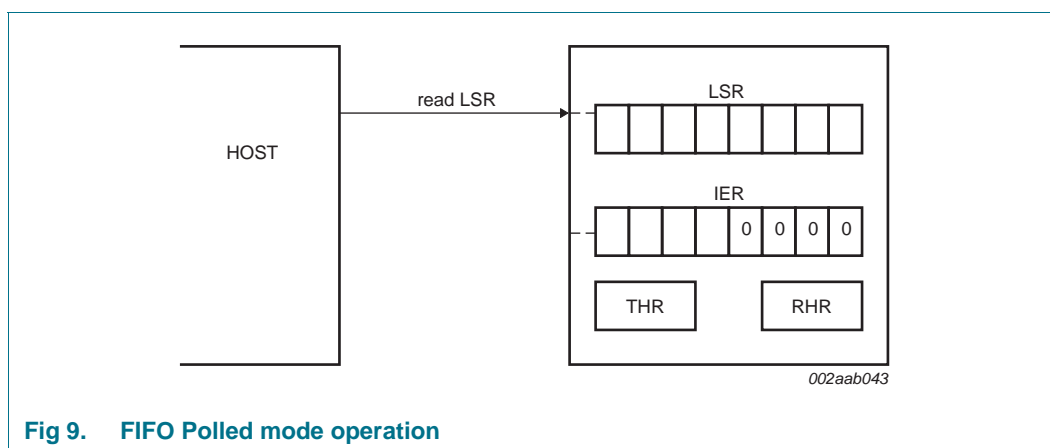 read LSR
LSR
HOST
IER
0 0 0 0
THR RHR
002aab043
Fig 9. FIFO Polled mode operation